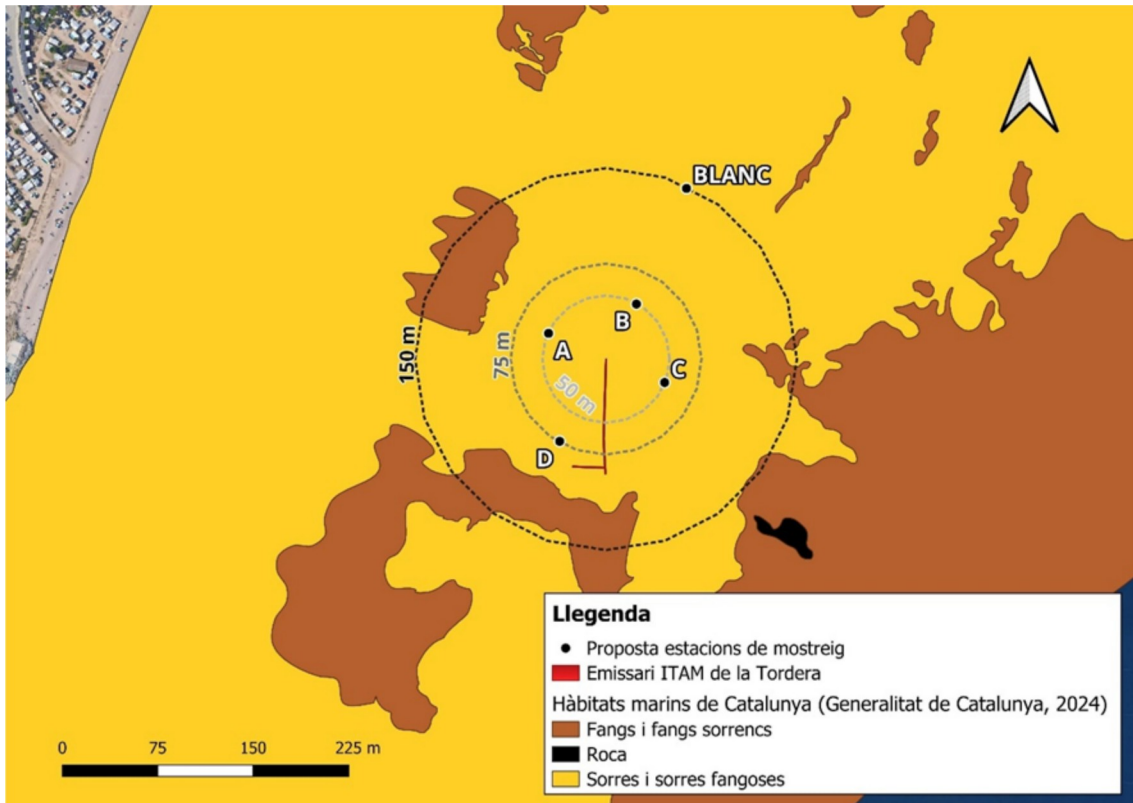 BLANC
B
A
150 m
75 m
C
50 m
D
Llegenda
Proposta estacions de mostreig
Emissari ITAM de la Tordera
Hàbitats marins de Catalunya (Generalitat de Catalunya, 2024)
Fangs i fangs sorrencs
Roca
Sorres i sorres fangoses
0 75 150 225 m